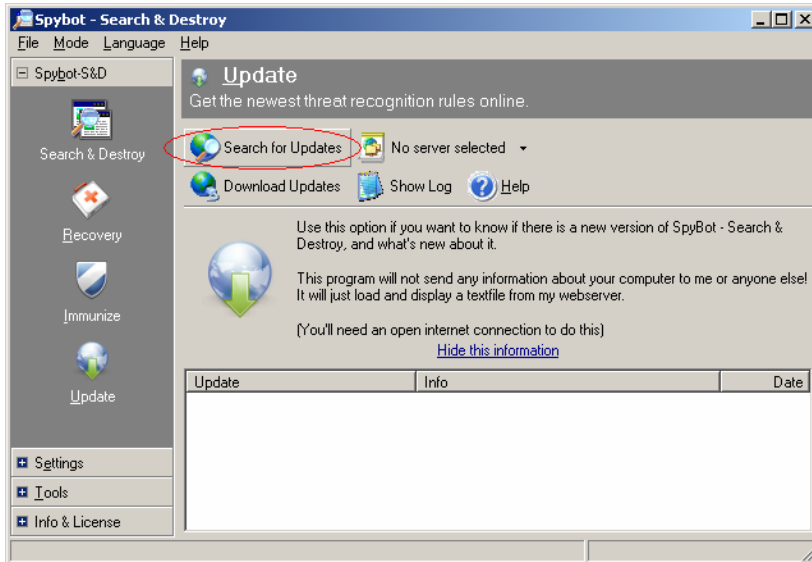 Spybot - Search & Destroy
File Mode Language Help
Spybot-S&D
Search & Destroy
Recovery
Immunize
Update
Settings
Tools
Info & License
Update
Get the newest threat recognition rules online.
Search for Updates
No server selected
Download Updates
Show Log
Help
Use this option if you want to know if there is a new version of SpyBot - Search &
Destroy, and what's new about it.
This program will not send any information about your computer to me or anyone else!
It will just load and display a textfile from my webserver.
(You'll need an open internet connection to do this)
Hide this information
Update Info Date